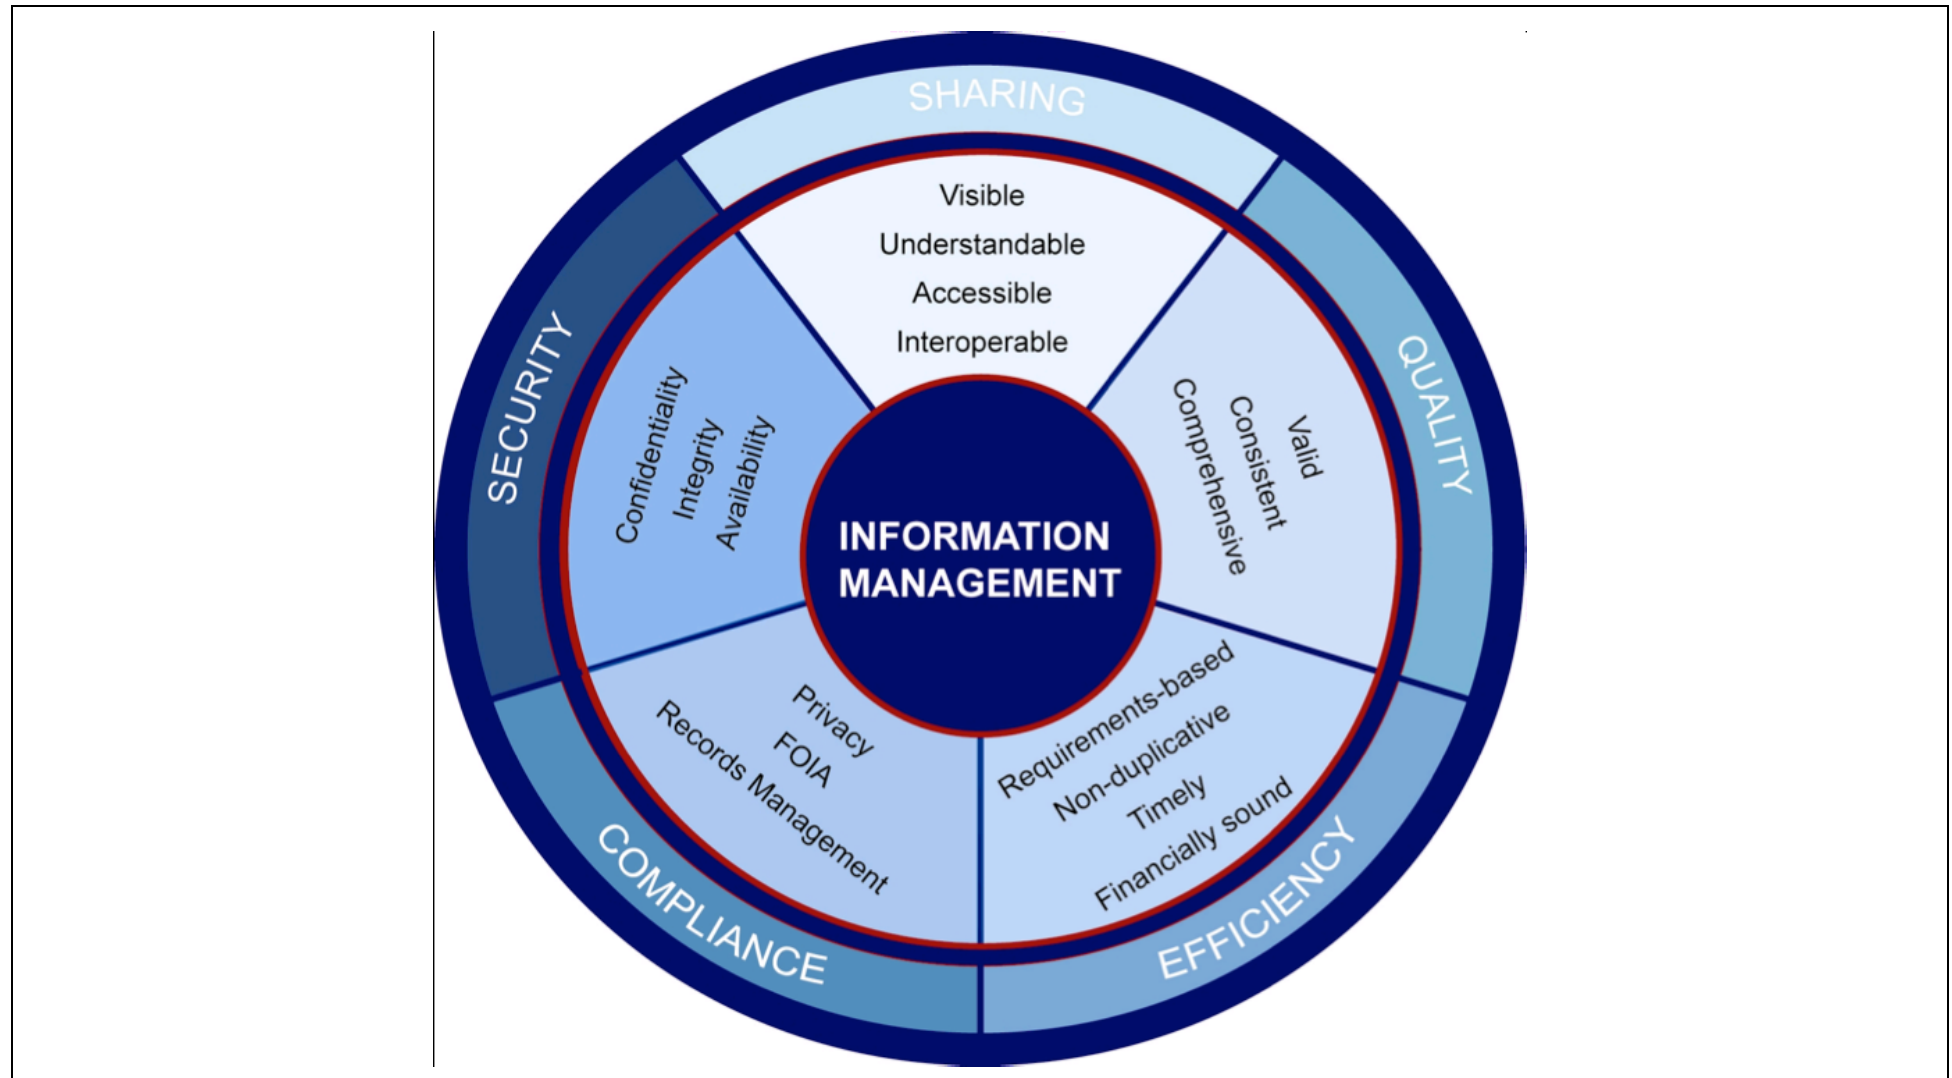 SHARING
Visible
Understandable
Accessible
Interoperable
QUALITY
Valid
Consistent
Comprehensive
EFFICIENCY
Requirements-based
Non-duplicative
Timely
Financially sound
COMPLIANCE
Privacy
FOIA
Records Management
SECURITY
Confidentiality
Integrity
Availability
INFORMATION
MANAGEMENT